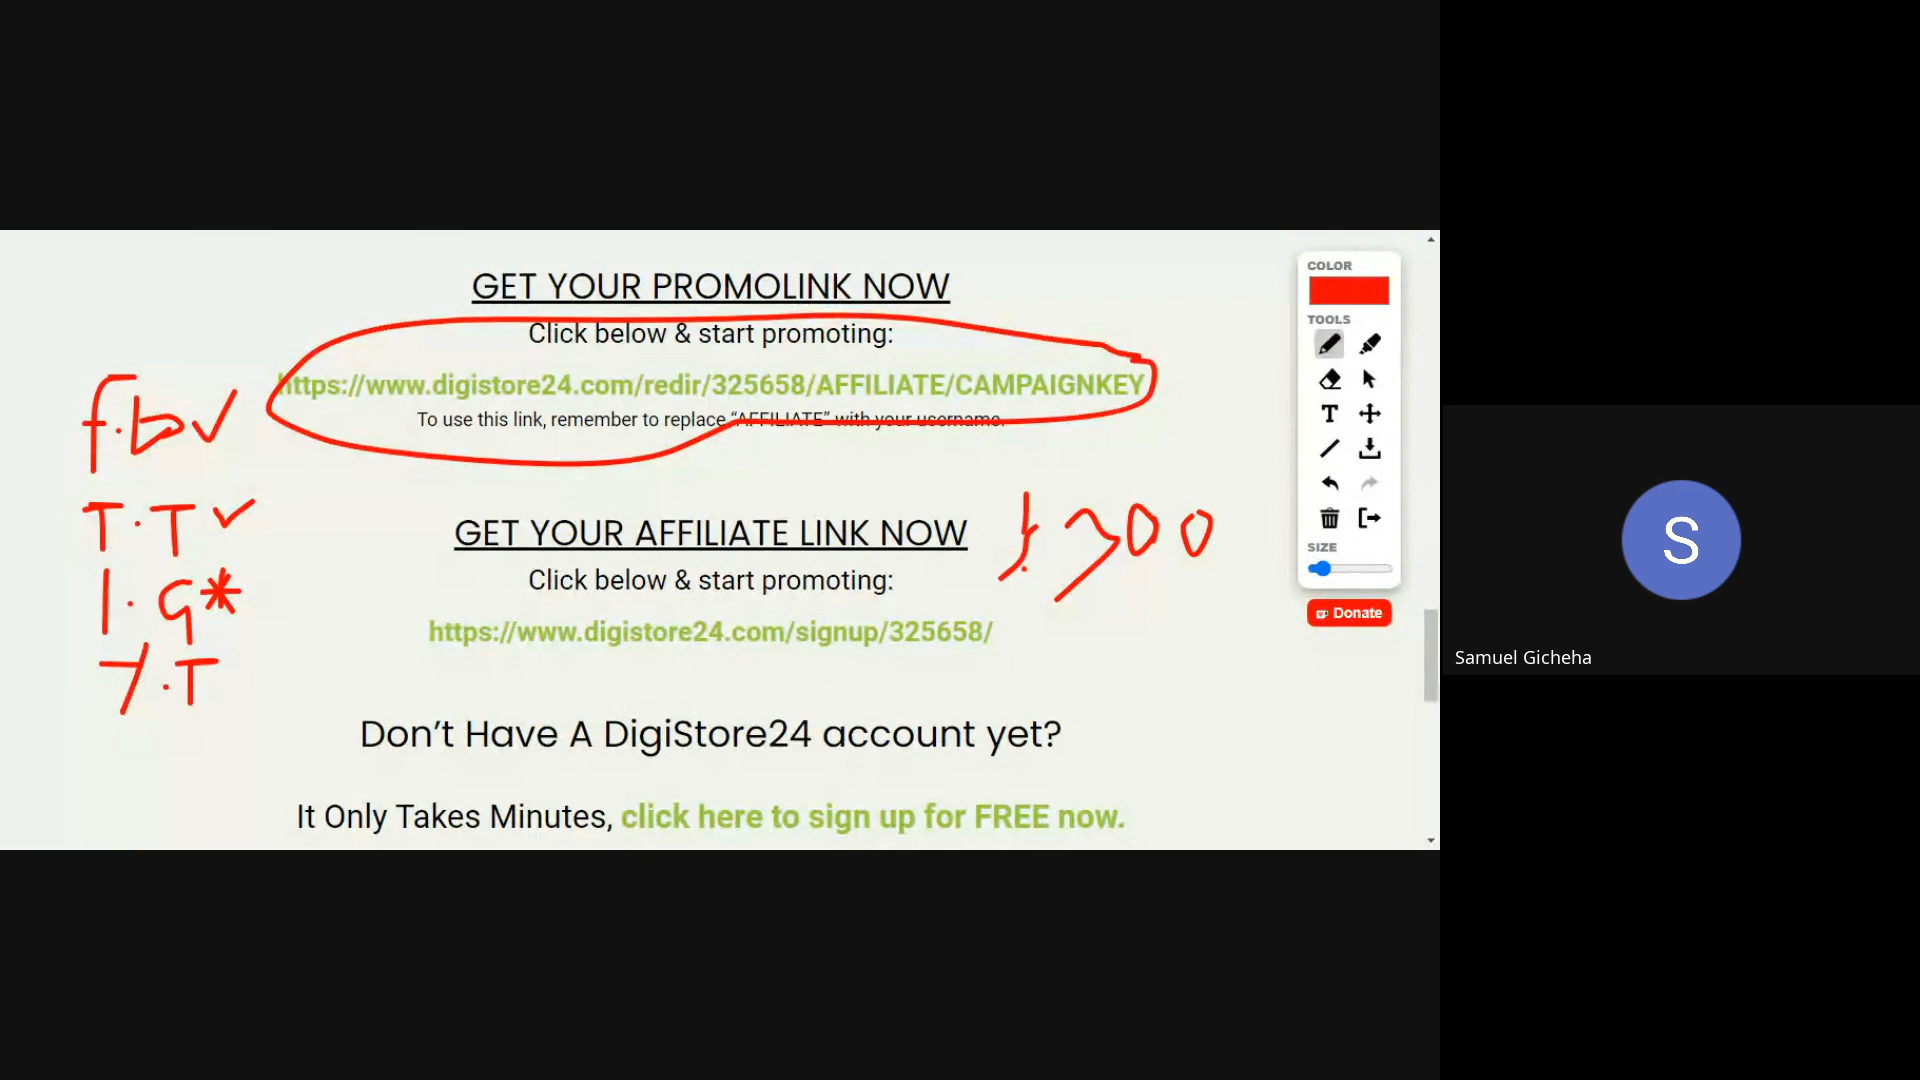 GET YOUR PROMOLINK NOW
Click below & start promoting:
https://www.digistore24.com/redir/325658/AFFILIATE/CAMPAIGNKEY
To use this link, remember to replace “AFFILIATE” with your username.
f.b✓
T.T✓
I.G*
Y.T
GET YOUR AFFILIATE LINK NOW
Click below & start promoting:
https://www.digistore24.com/signup/325658/
300
Don’t Have A DigiStore24 account yet?
It Only Takes Minutes, click here to sign up for FREE now.
COLOR
TOOLS
T
SIZE
Donate
S
Samuel Gicheha